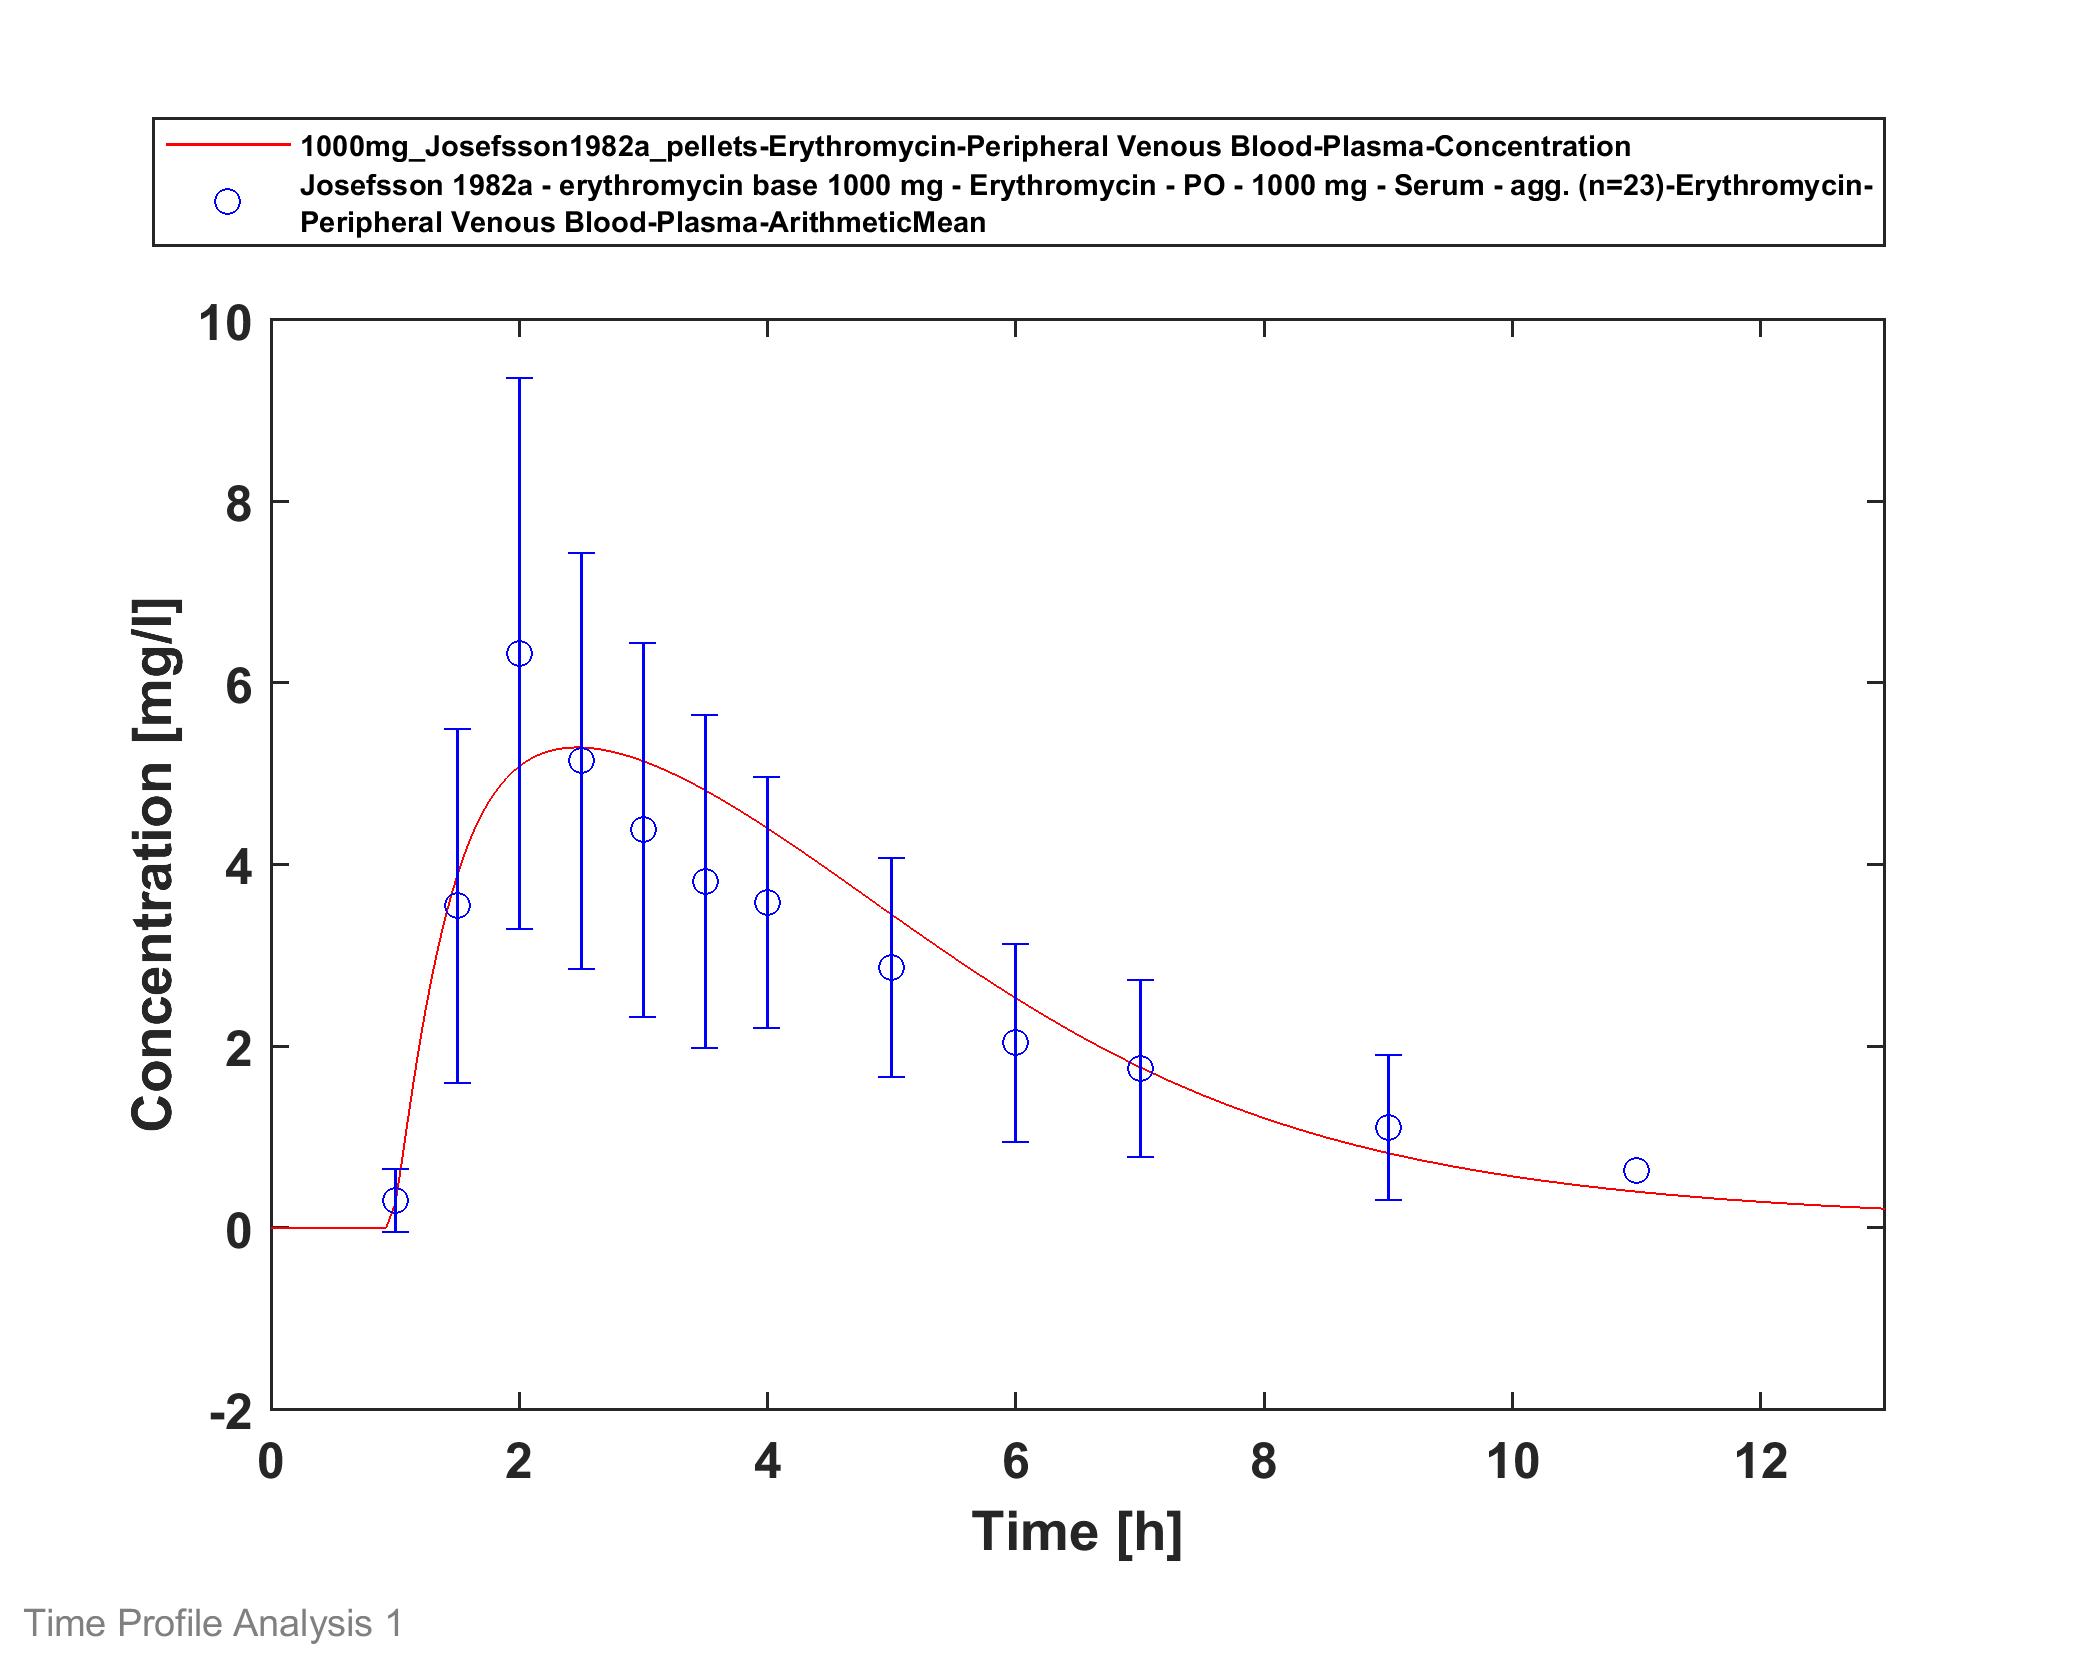 1000mg_Josefsson1982a_pellets-Erythromycin-Peripheral Venous Blood-Plasma-Concentration
Josefsson 1982a - erythromycin base 1000 mg - Erythromycin - PO - 1000 mg - Serum - agg. (n=23)-Erythromycin-
Peripheral Venous Blood-Plasma-ArithmeticMean
10
8
6
4
2
0
-2
Concentration [mg/l]
0 2 4 6 8 10 12
Time [h]
Time Profile Analysis 1